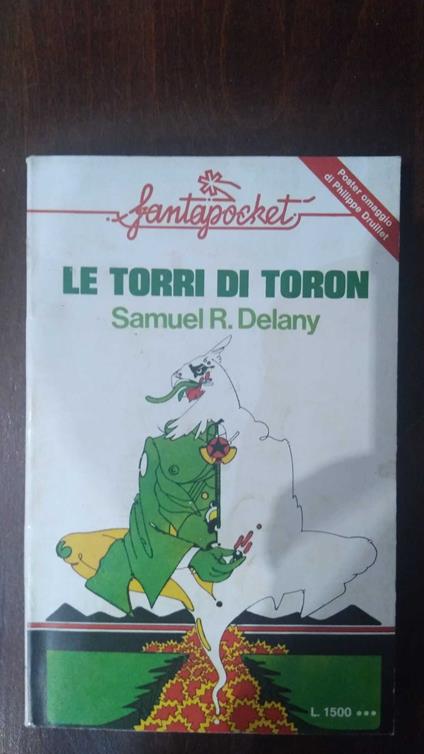 fantapocket
Poster omaggio
di Philippe Druillet
LE TORRI DI TORON
Samuel R. Delany
L. 1500 •••